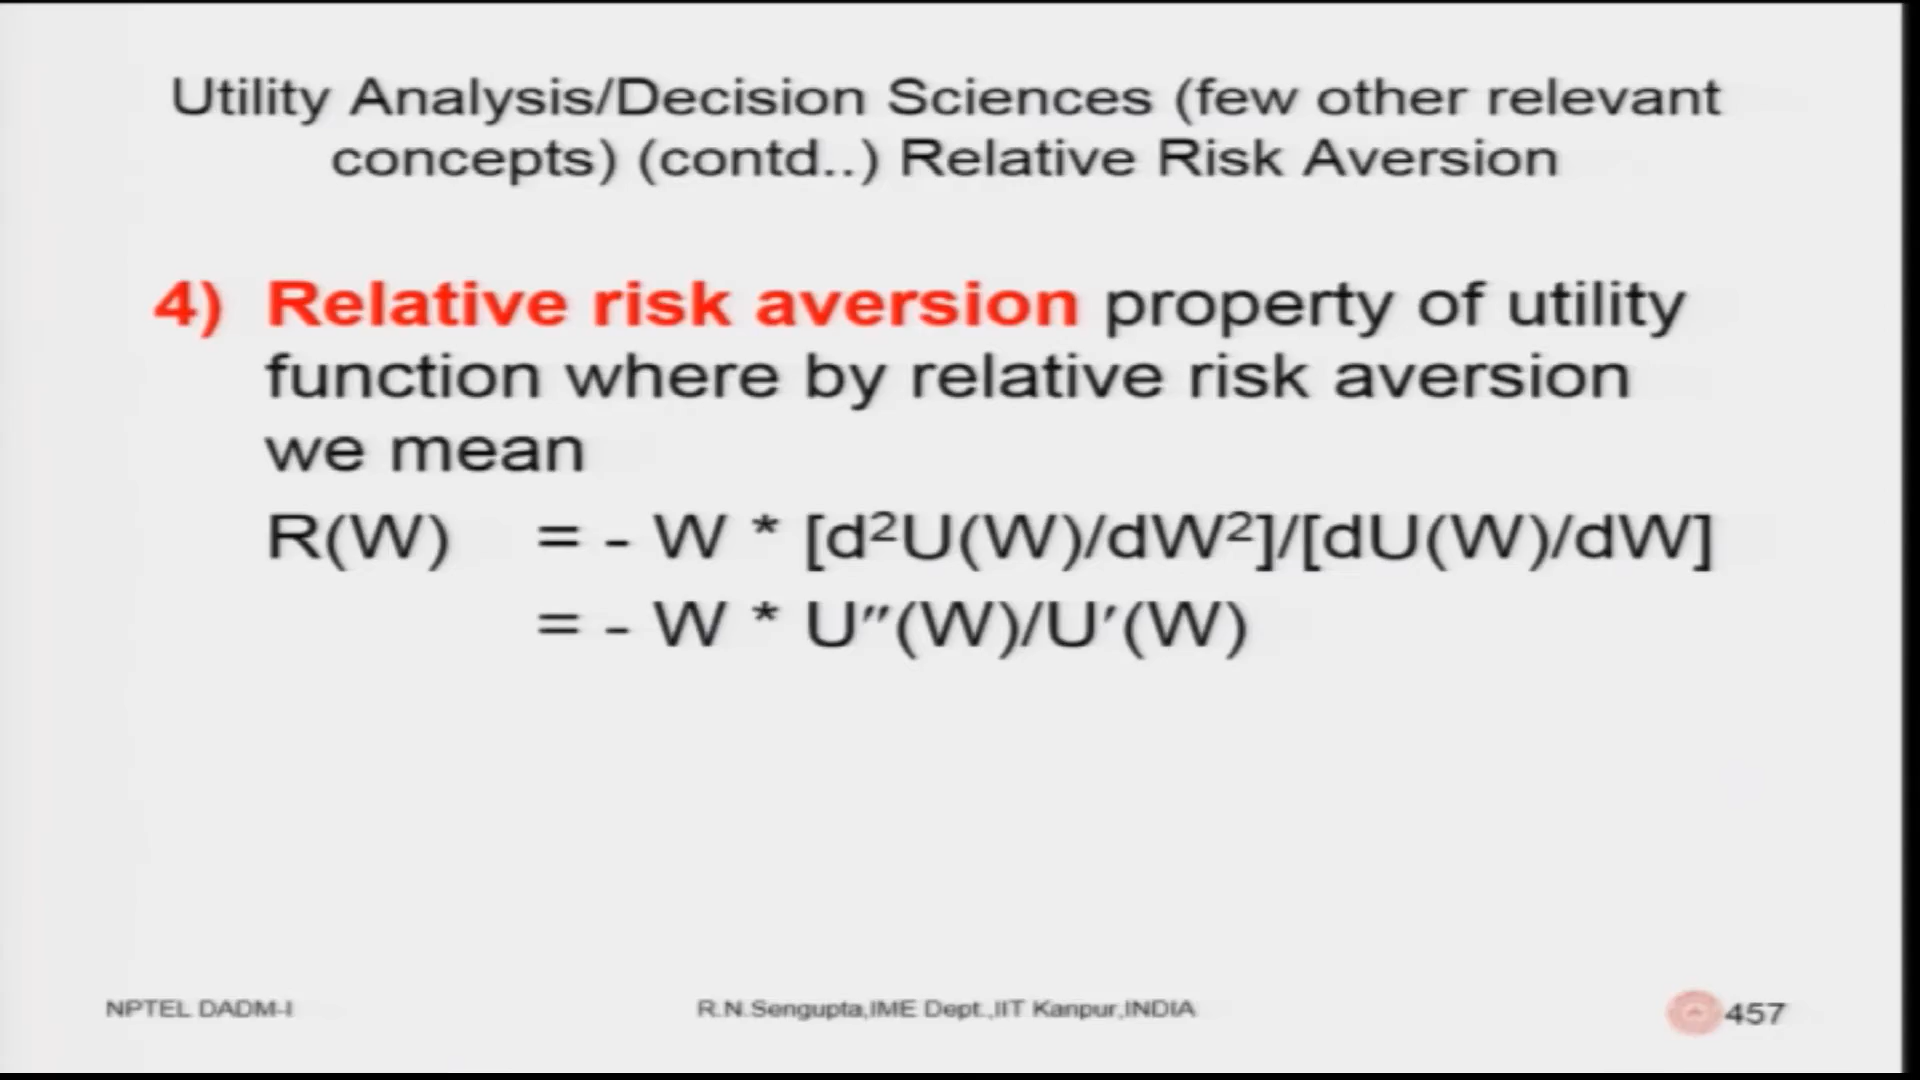 Utility Analysis/Decision Sciences (few other relevant
concepts) (contd..) Relative Risk Aversion
4) Relative risk aversion property of utility
function where by relative risk aversion
we mean
R(W) = - W * [d²U(W)/dW²]/[dU(W)/dW]
= - W * U″(W)/U′(W)
NPTEL DADM-I
R.N.Sengupta,IME Dept.,IIT Kanpur,INDIA
457